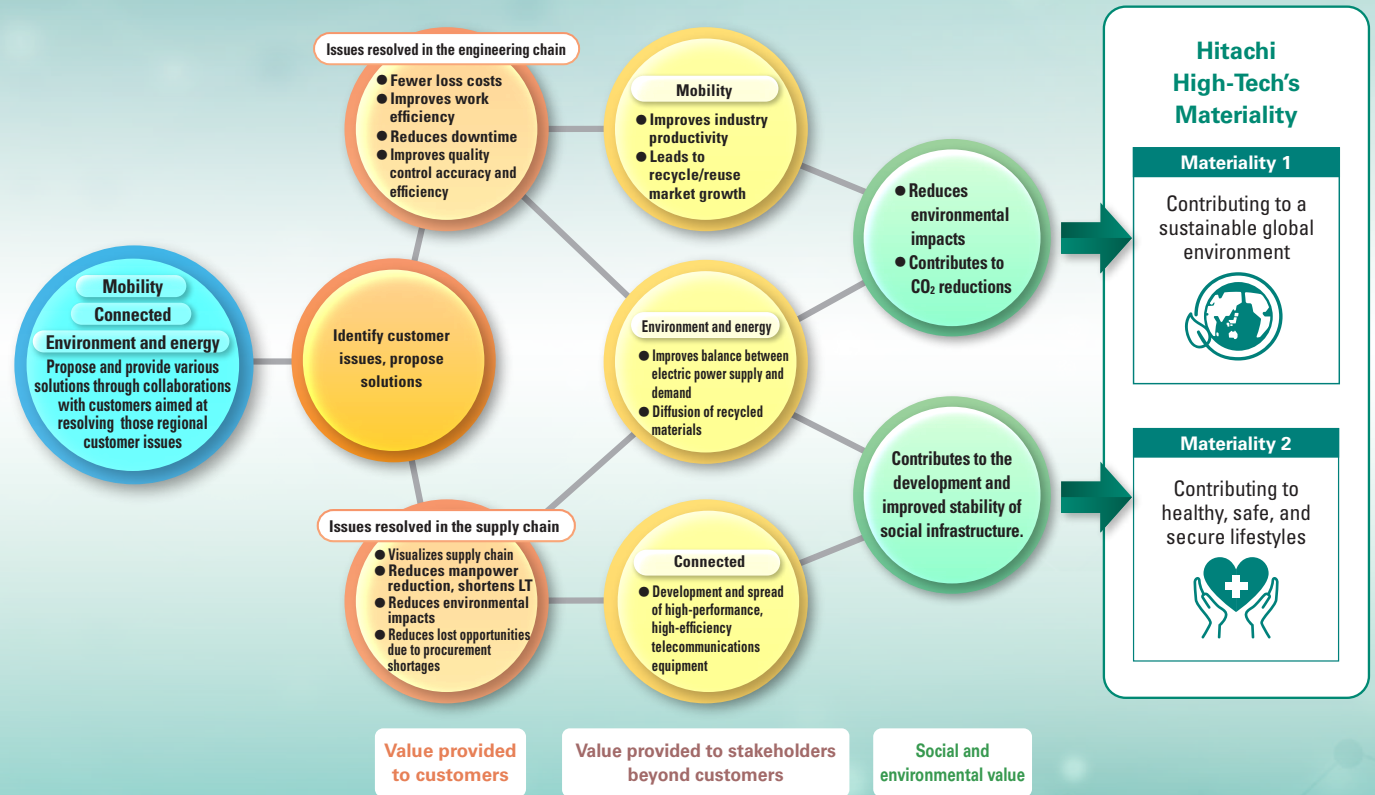 Mobility
Connected
Environment and energy
Propose and provide various
solutions through collaborations
with customers aimed at
resolving those regional
customer issues
Identify customer
issues, propose
solutions
Issues resolved in the engineering chain
● Fewer loss costs
● Improves work
efficiency
● Reduces downtime
● Improves quality
control accuracy and
efficiency
Issues resolved in the supply chain
● Visualizes supply chain
● Reduces manpower
reduction, shortens LT
● Reduces environmental
impacts
● Reduces lost opportunities
due to procurement
shortages
Mobility
● Improves industry
productivity
● Leads to
recycle/reuse
market growth
Environment and energy
● Improves balance between
electric power supply and
demand
● Diffusion of recycled
materials
Connected
● Development and spread
of high-performance,
high-efficiency
telecommunications
equipment
● Reduces
environmental
impacts
● Contributes to
CO₂ reductions
Contributes to the
development and
improved stability of
social infrastructure.
Hitachi
High-Tech's
Materiality
Materiality 1
Contributing to a
sustainable global
environment
Materiality 2
Contributing to
healthy, safe, and
secure lifestyles
Value provided
to customers
Value provided to stakeholders
beyond customers
Social and
environmental value